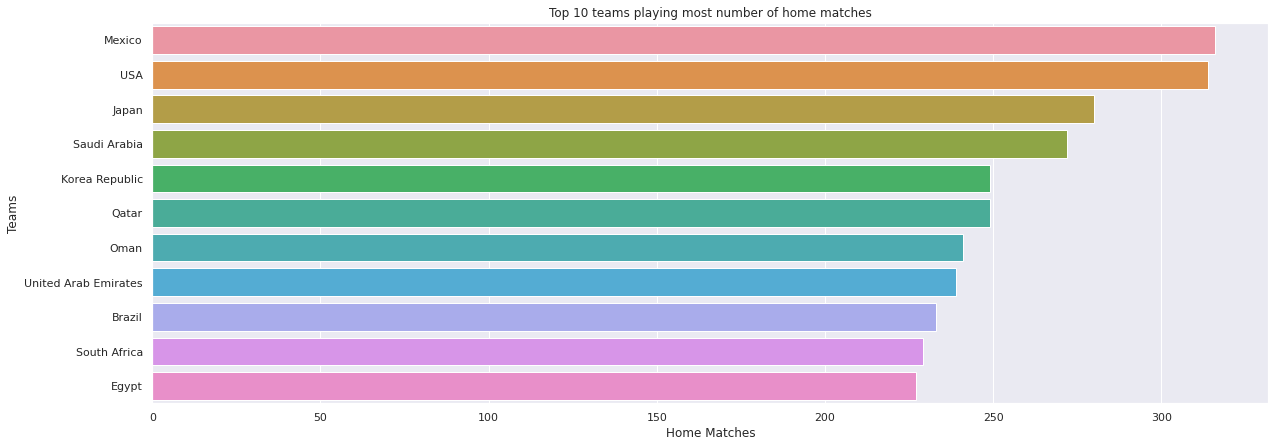 Top 10 teams playing most number of home matches
Teams
Mexico
USA
Japan
Saudi Arabia
Korea Republic
Qatar
Oman
United Arab Emirates
Brazil
South Africa
Egypt
0 50 100 150 200 250 300
Home Matches